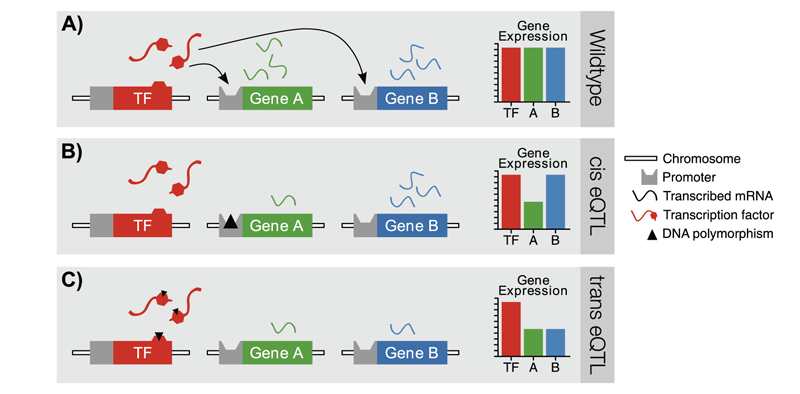 A)
TF
Gene A
Gene B
Gene
Expression
TF A B
Wildtype
B)
TF
Gene A
Gene B
Gene
Expression
TF A B
cis eQTL
C)
TF
Gene A
Gene B
Gene
Expression
TF A B
trans eQTL
Chromosome
Promoter
Transcribed mRNA
Transcription factor
DNA polymorphism